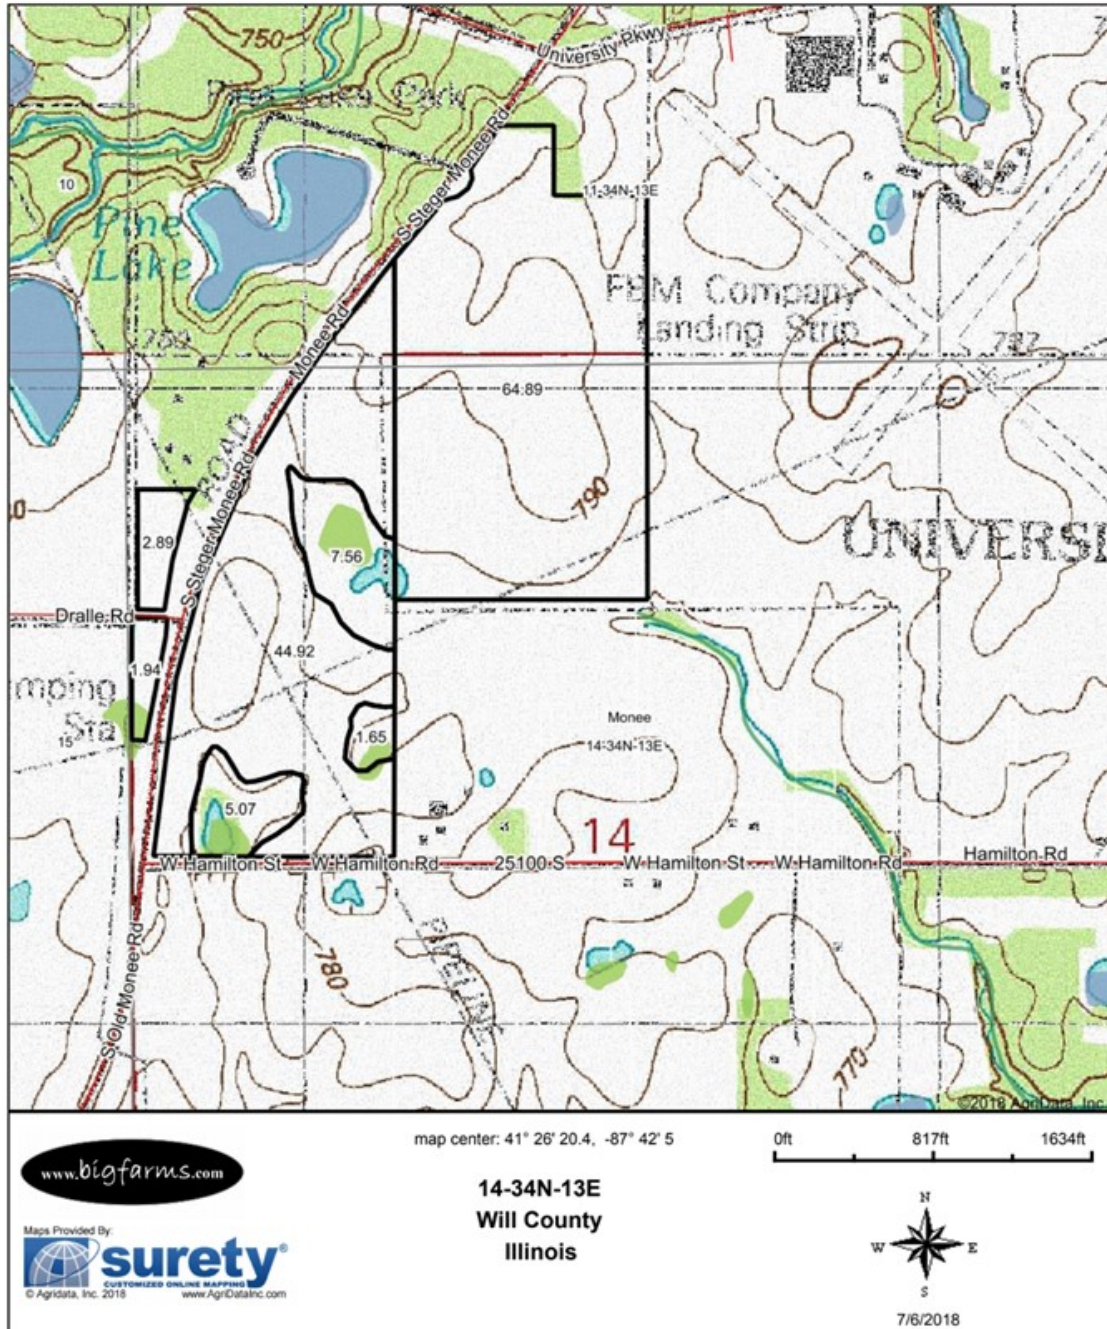 750
University Pkwy
Pine Lake Park
10
S Steger Monee Rd
11-34N-13E
Pine
Lake
FBM Company
Landing Strip
Monee Rd
750
787
64.89
ROAD
S Steger Monee Rd
790
2.89
7.56
UNIVERSI
Dralle Rd
44.92
1.94
mping
Sta
15
1.65
Monee
14-34N-13E
5.07
14
W Hamilton St
W Hamilton Rd
25100 S
W Hamilton St
W Hamilton Rd
Hamilton Rd
780
PIPELINE
S Old Monee Rd
770
©2018 AgriData, Inc.
www.bigfarms.com
map center: 41° 26' 20.4, -87° 42' 5
0ft 817ft 1634ft
14-34N-13E
Will County
Illinois
Maps Provided By:
surety®
CUSTOMIZED ONLINE MAPPING
© Agridata, Inc. 2018
www.AgriDataInc.com
N
W E
S
7/6/2018